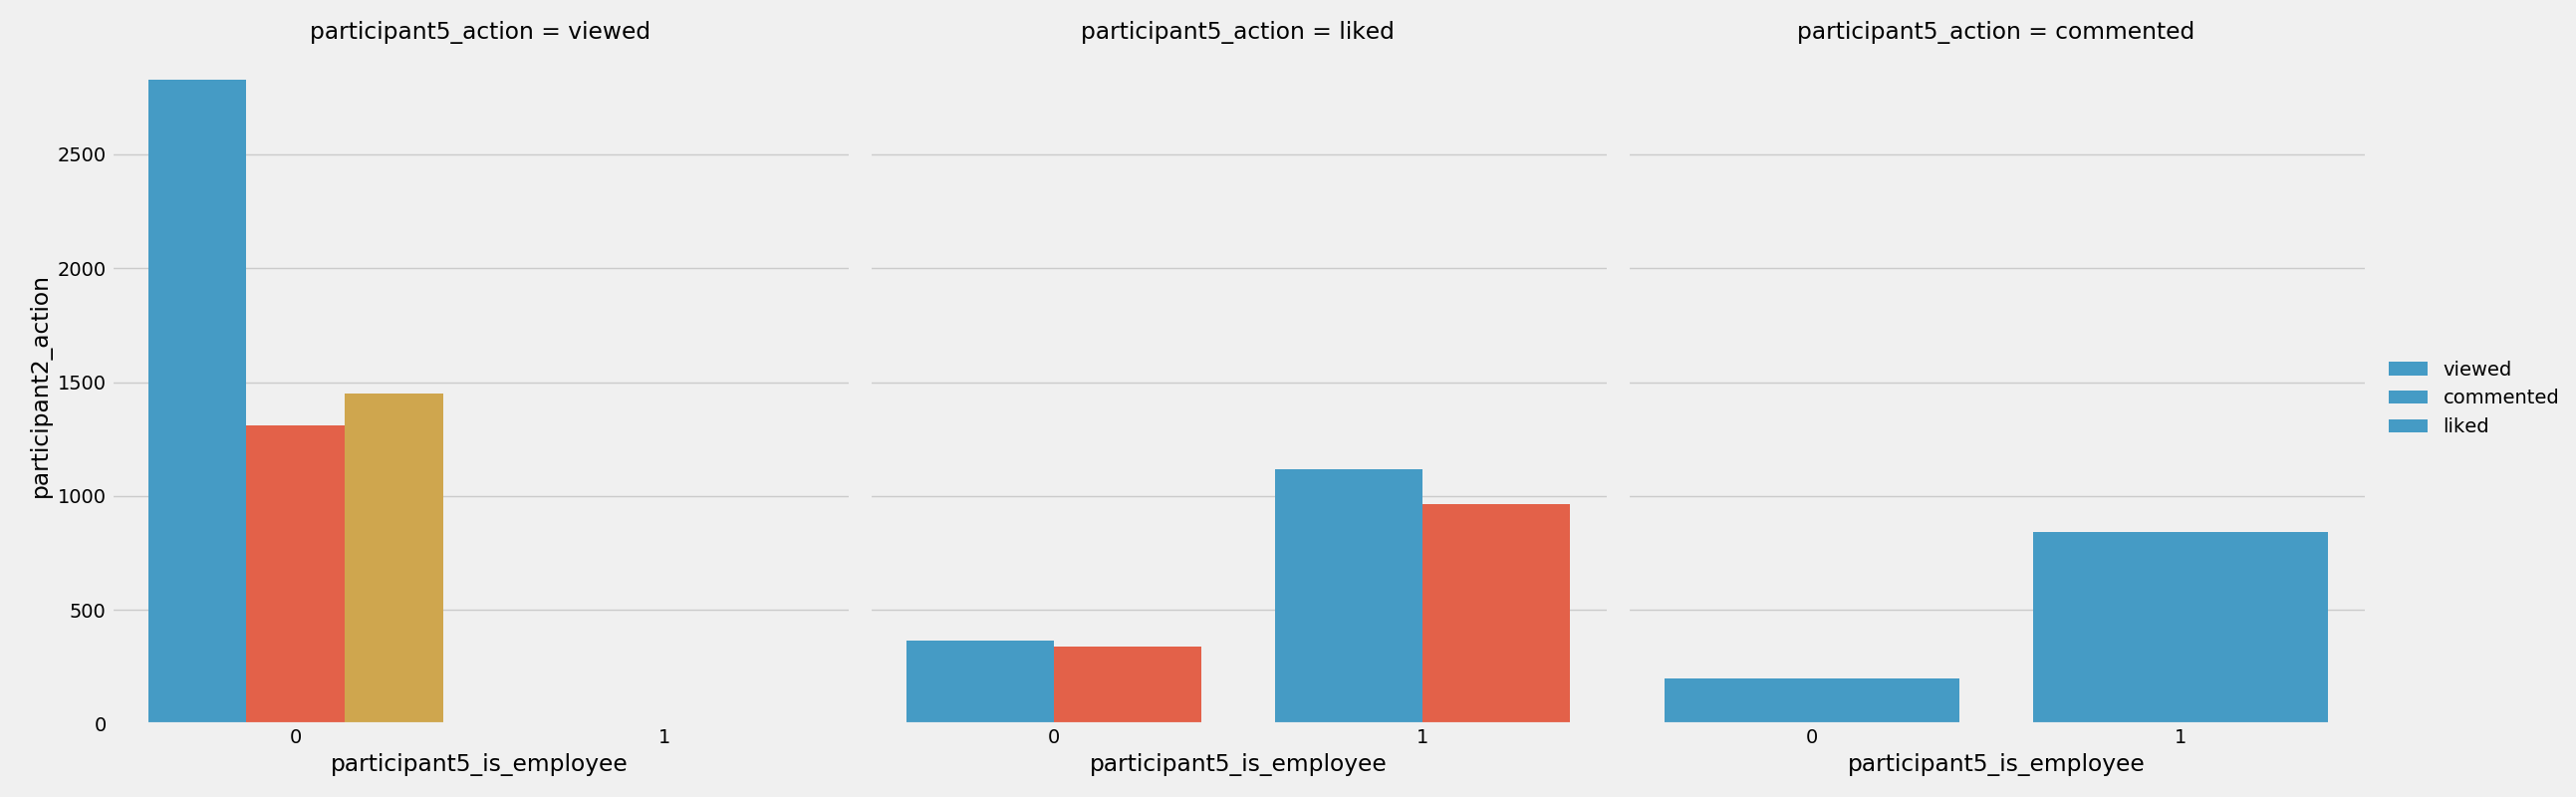 participant5_action = viewed
participant5_action = liked
participant5_action = commented
participant2_action
2500
2000
1500
1000
500
0
0
1
participant5_is_employee
0
1
participant5_is_employee
0
1
participant5_is_employee
viewed
commented
liked